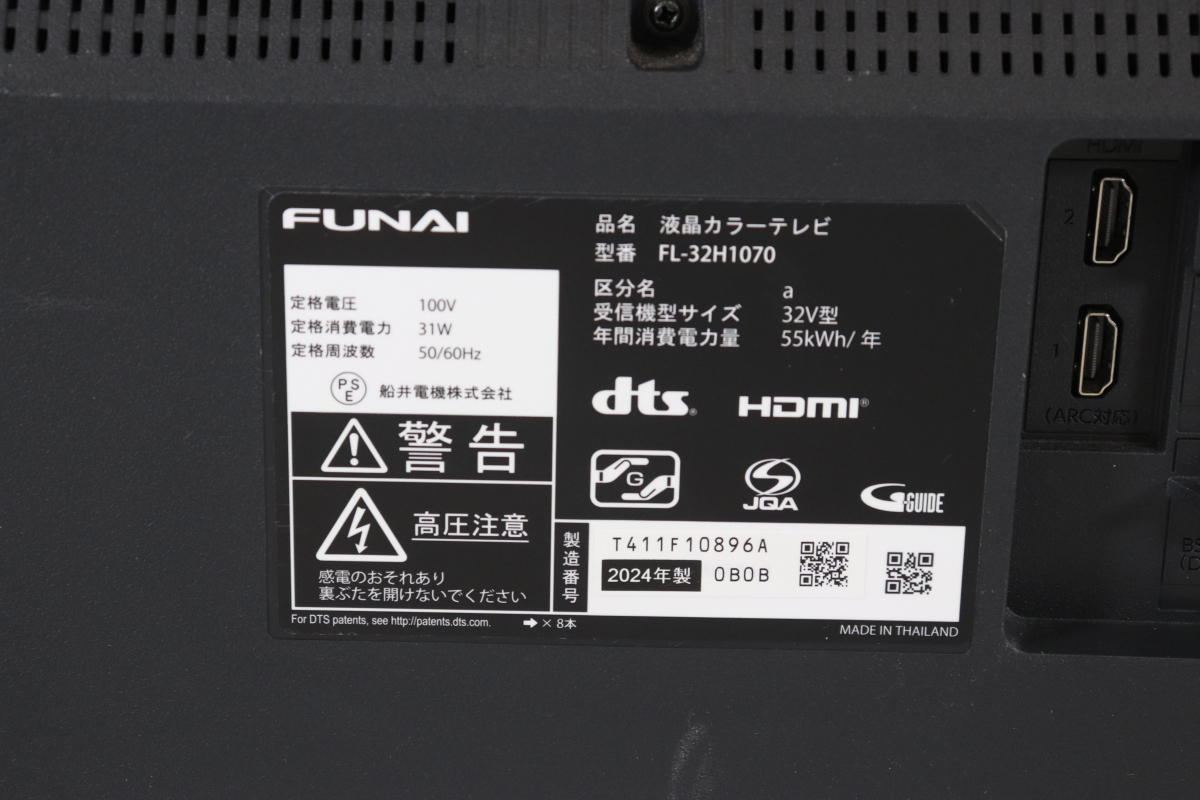 FUNAI
品名 液晶カラーテレビ
型番 FL-32H1070
区分名 a
受信機型サイズ 32V型
年間消費電力量 55kWh/年
定格電圧 100V
定格消費電力 31W
定格周波数 50/60Hz
PSE 船井電機株式会社
警告
高圧注意
感電のおそれあり
裏ぶたを開けないでください
dts®
HDMI®
G
JQA
G-GUIDE
製造番号
T411F10896A
2024年製 0B0B
For DTS patents, see http://patents.dts.com.
➡ × 8本
MADE IN THAILAND
HDMI
2
1
(ARC対応)